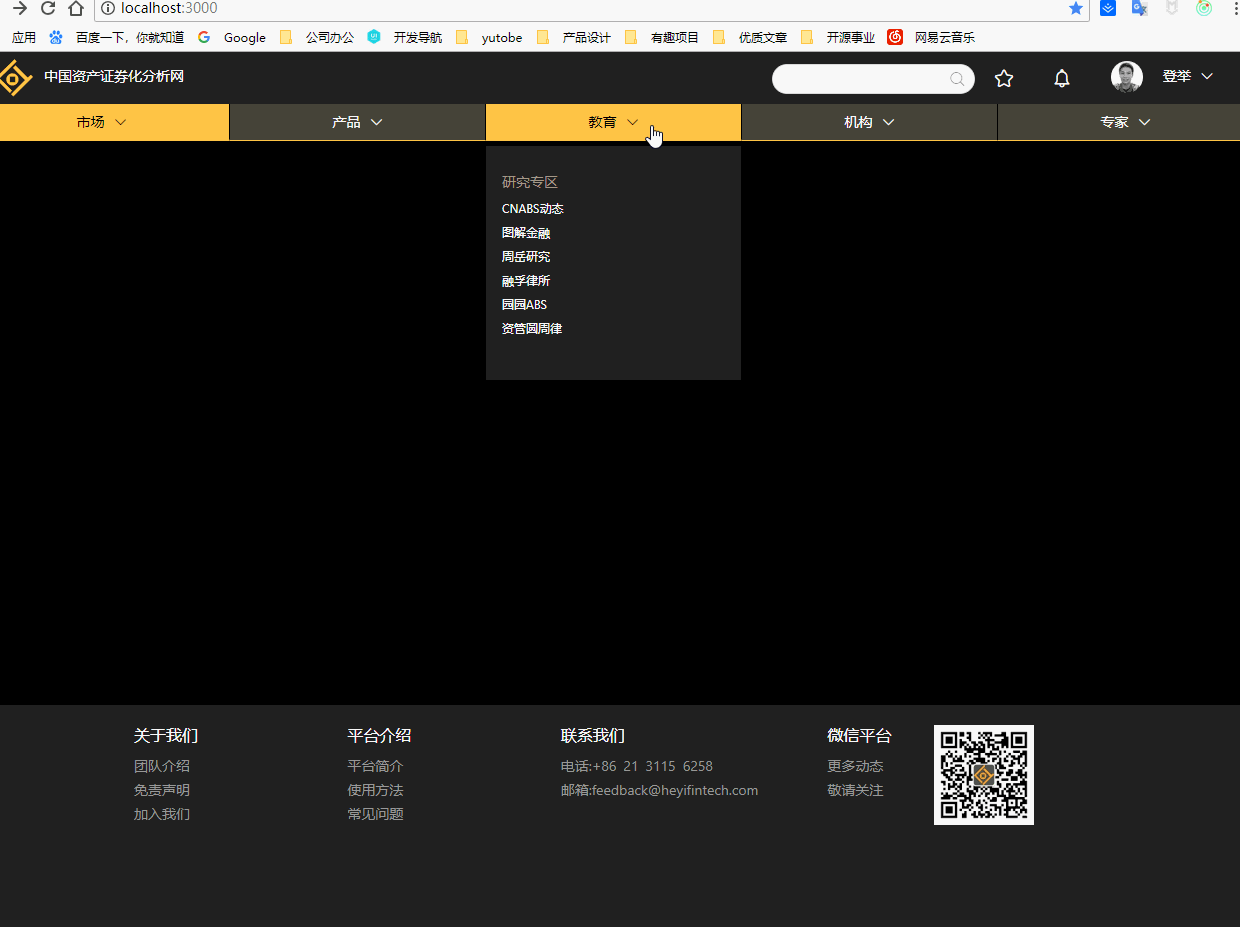 localhost:3000
应用 百度一下，你就知道 Google 公司办公 开发导航 yutobe 产品设计 有趣项目 优质文章 开源事业 网易云音乐
中国资产证券化分析网 登举
市场 产品 教育 机构 专家
研究专区
CNABS动态
图解金融
周岳研究
融孚律所
园园ABS
资管圆周律
关于我们 平台介绍 联系我们 微信平台
团队介绍 平台简介 电话:+86 21 3115 6258 更多动态
免责声明 使用方法 邮箱:feedback@heyifintech.com 敬请关注
加入我们 常见问题